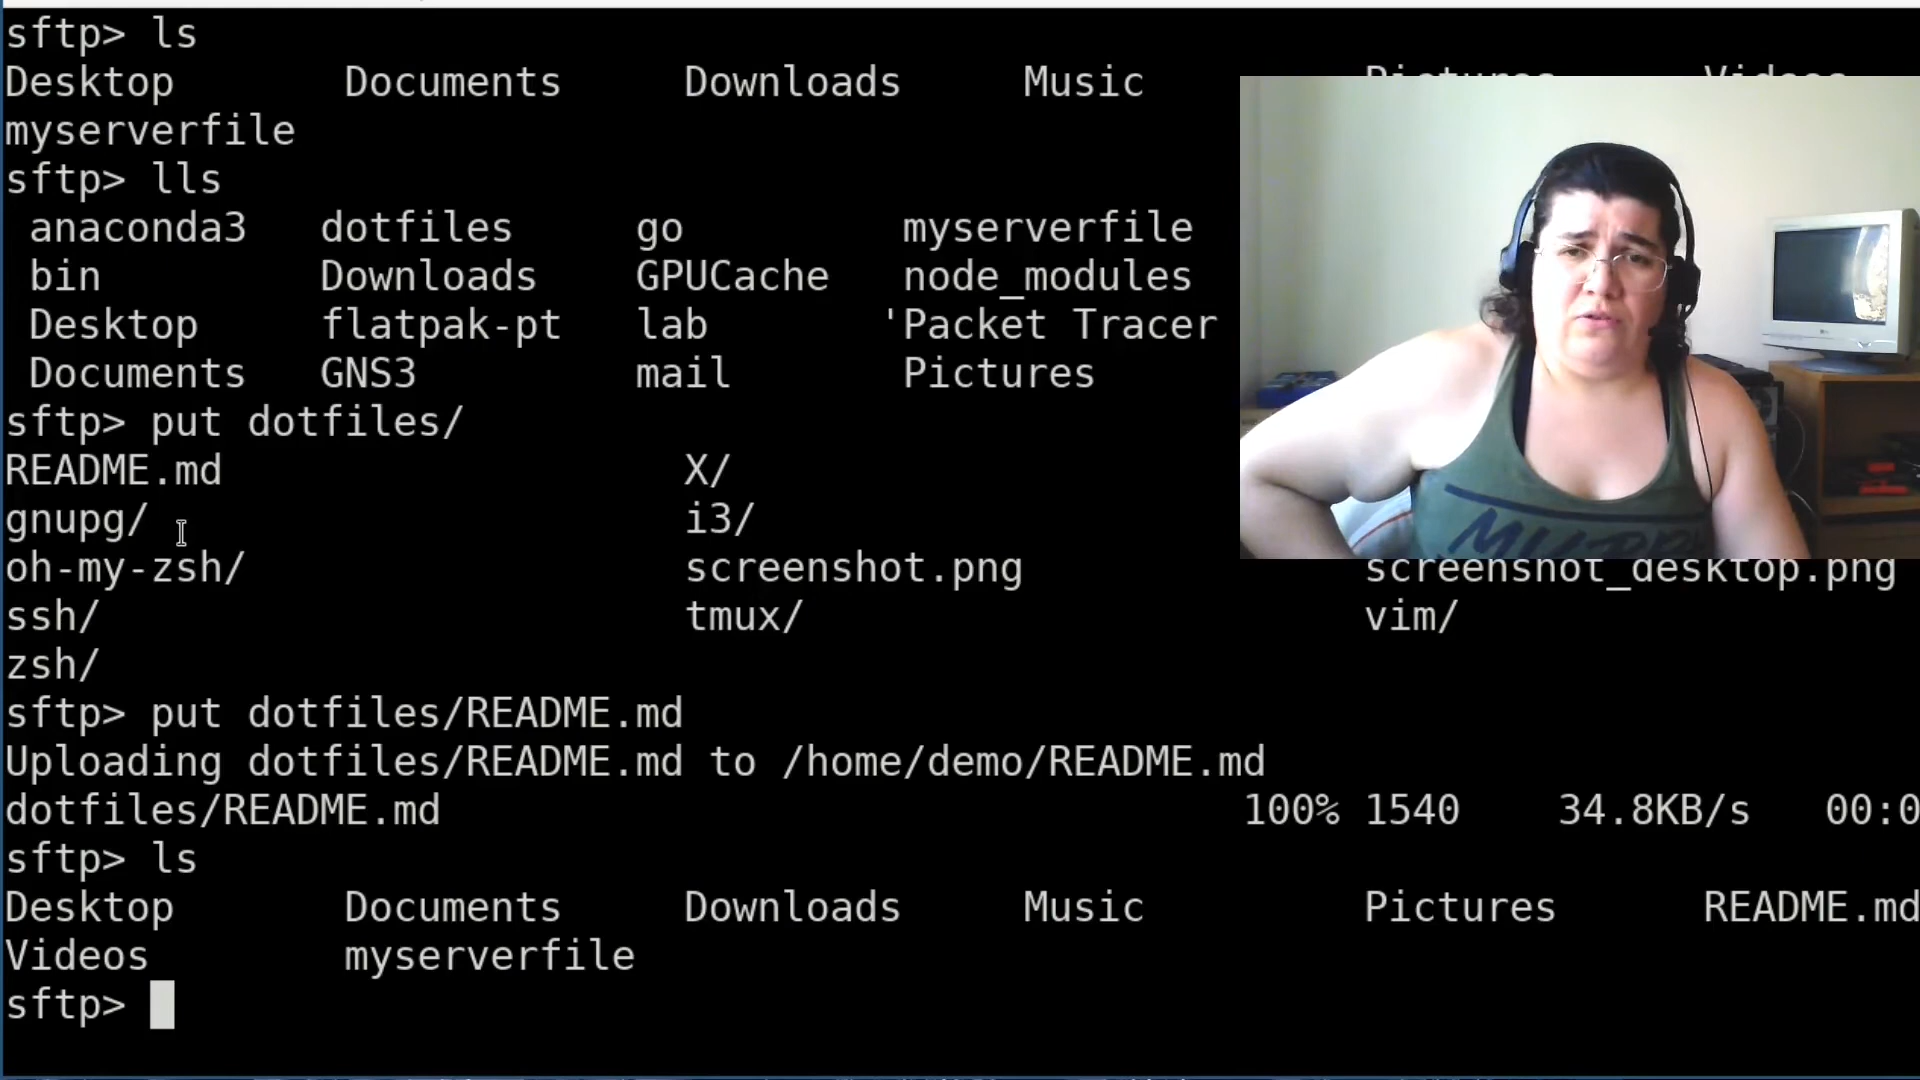 sftp> ls
Desktop Documents Downloads Music Pictures Videos
myserverfile
sftp> lls
anaconda3 dotfiles go myserverfile
bin Downloads GPUCache node_modules
Desktop flatpak-pt lab 'Packet Tracer
Documents GNS3 mail Pictures
sftp> put dotfiles/
README.md X/
gnupg/ i3/
oh-my-zsh/ screenshot.png screenshot_desktop.png
ssh/ tmux/ vim/
zsh/
sftp> put dotfiles/README.md
Uploading dotfiles/README.md to /home/demo/README.md
dotfiles/README.md 100% 1540 34.8KB/s 00:0
sftp> ls
Desktop Documents Downloads Music Pictures README.md
Videos myserverfile
sftp>